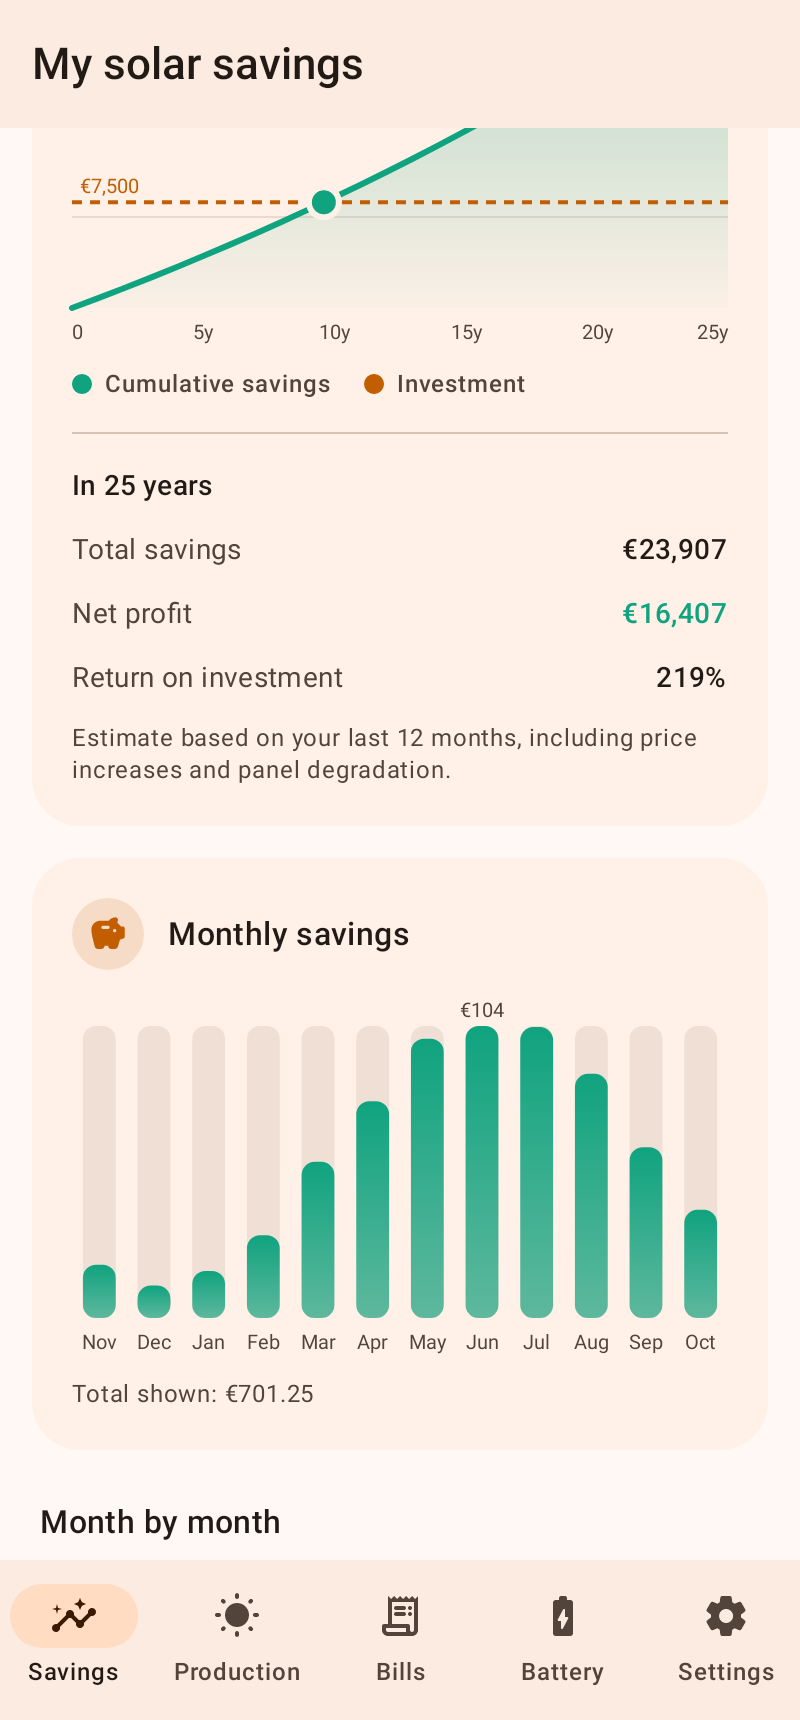 My solar savings
€7,500
0 5y 10y 15y 20y 25y
Cumulative savings Investment
In 25 years
Total savings €23,907
Net profit €16,407
Return on investment 219%
Estimate based on your last 12 months, including price
increases and panel degradation.
Monthly savings
€104
Nov Dec Jan Feb Mar Apr May Jun Jul Aug Sep Oct
Total shown: €701.25
Month by month
Savings Production Bills Battery Settings